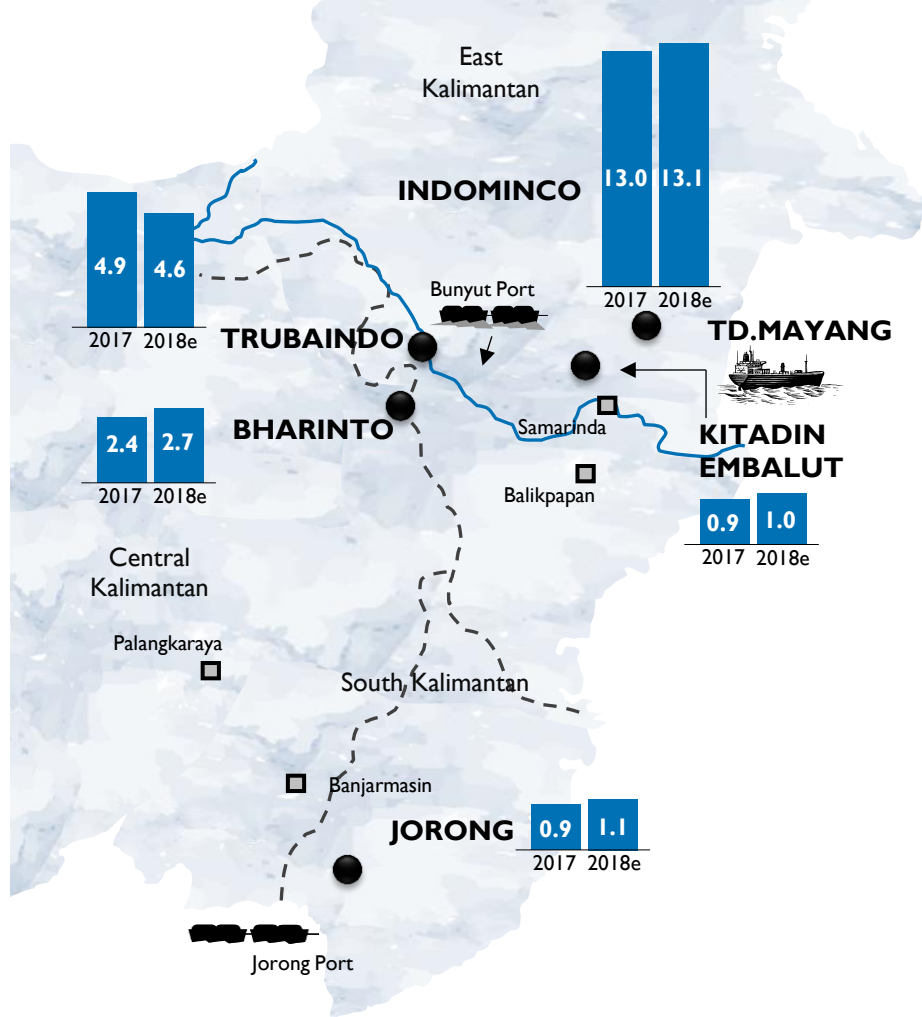 East
Kalimantan
INDOMINCO
13.0 13.1
2017 2018e
4.9 4.6
2017 2018e
Bunyut Port
TRUBAINDO
TD.MAYANG
BHARINTO
2.4 2.7
2017 2018e
Samarinda
KITADIN
EMBALUT
Balikpapan
0.9 1.0
2017 2018e
Central
Kalimantan
Palangkaraya
South Kalimantan
Banjarmasin
JORONG
0.9 1.1
2017 2018e
Jorong Port